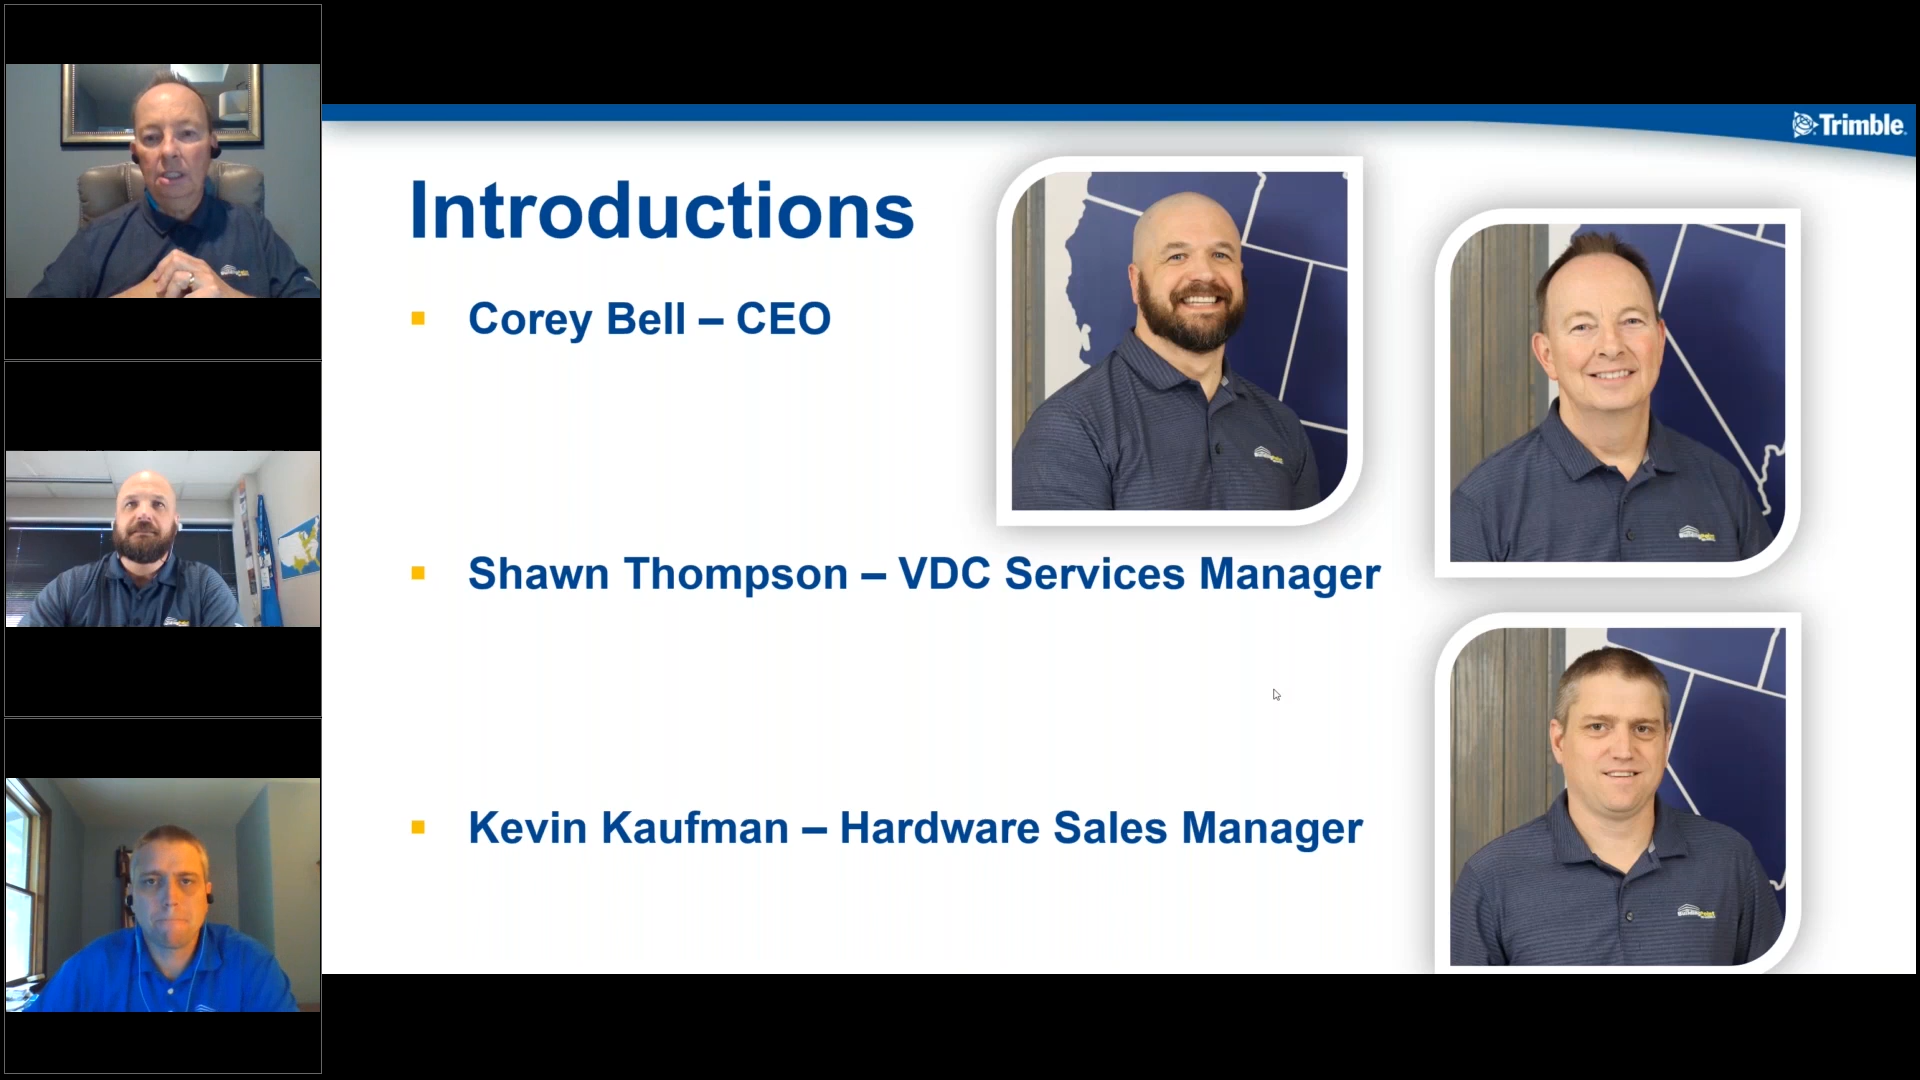 Trimble
Introductions
Corey Bell – CEO
Shawn Thompson – VDC Services Manager
Kevin Kaufman – Hardware Sales Manager